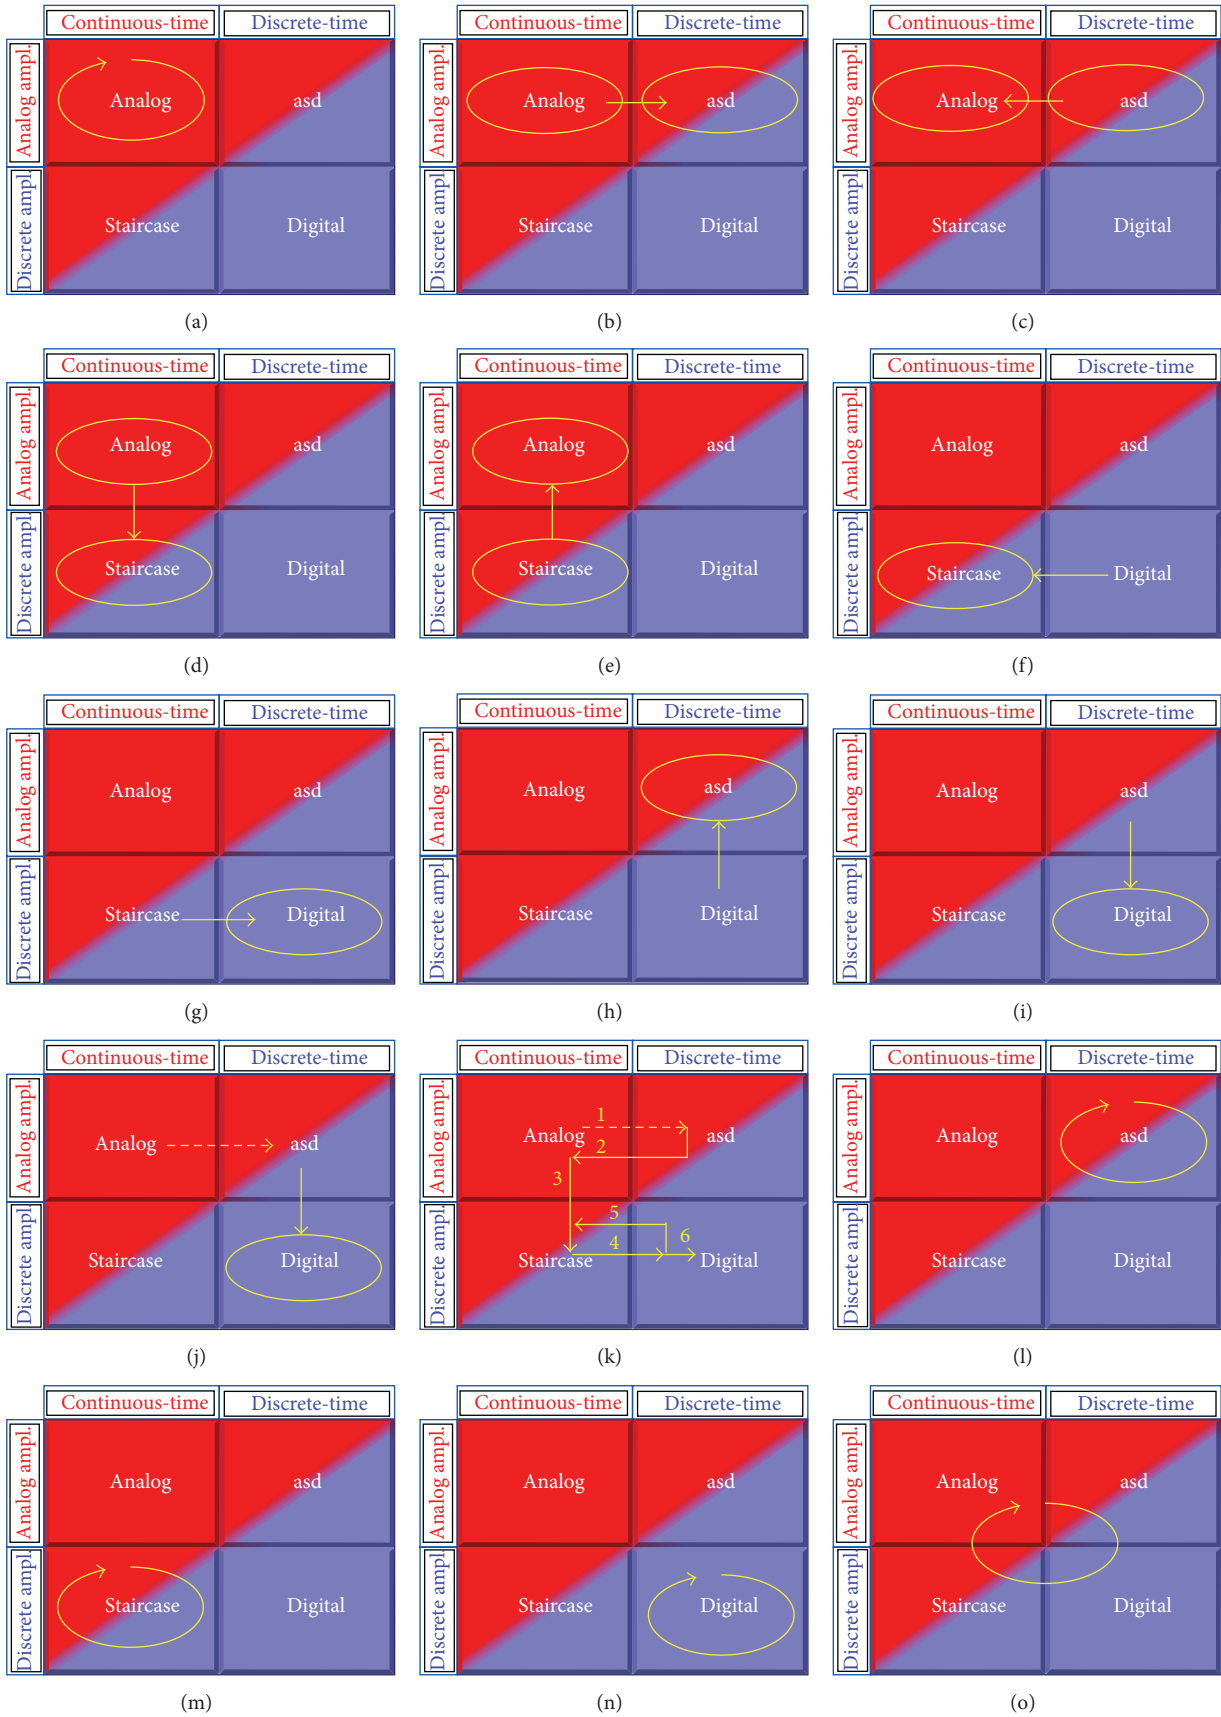 Continuous-time Discrete-time
Analog ampl.
Discrete ampl.
Analog asd
Staircase Digital
(a)
Continuous-time Discrete-time
Analog ampl.
Discrete ampl.
Analog asd
Staircase Digital
(b)
Continuous-time Discrete-time
Analog ampl.
Discrete ampl.
Analog asd
Staircase Digital
(c)
Continuous-time Discrete-time
Analog ampl.
Discrete ampl.
Analog asd
Staircase Digital
(d)
Continuous-time Discrete-time
Analog ampl.
Discrete ampl.
Analog asd
Staircase Digital
(e)
Continuous-time Discrete-time
Analog ampl.
Discrete ampl.
Analog asd
Staircase Digital
(f)
Continuous-time Discrete-time
Analog ampl.
Discrete ampl.
Analog asd
Staircase Digital
(g)
Continuous-time Discrete-time
Analog ampl.
Discrete ampl.
Analog asd
Staircase Digital
(h)
Continuous-time Discrete-time
Analog ampl.
Discrete ampl.
Analog asd
Staircase Digital
(i)
Continuous-time Discrete-time
Analog ampl.
Discrete ampl.
Analog asd
Staircase Digital
(j)
Continuous-time Discrete-time
Analog ampl.
Discrete ampl.
1
Analog asd
2
3
5
6
4
Staircase Digital
(k)
Continuous-time Discrete-time
Analog ampl.
Discrete ampl.
Analog asd
Staircase Digital
(l)
Continuous-time Discrete-time
Analog ampl.
Discrete ampl.
Analog asd
Staircase Digital
(m)
Continuous-time Discrete-time
Analog ampl.
Discrete ampl.
Analog asd
Staircase Digital
(n)
Continuous-time Discrete-time
Analog ampl.
Discrete ampl.
Analog asd
Staircase Digital
(o)